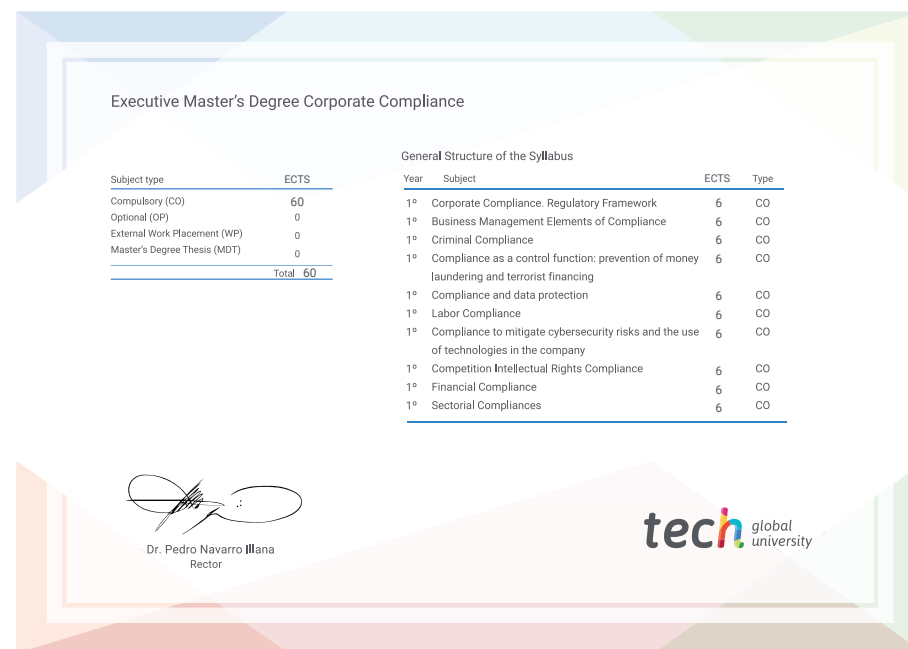 Executive Master's Degree Corporate Compliance
Subject type ECTS
Compulsory (CO) 60
Optional (OP) 0
External Work Placement (WP) 0
Master's Degree Thesis (MDT) 0
Total 60
General Structure of the Syllabus
Year Subject ECTS Type
1º Corporate Compliance. Regulatory Framework 6 CO
1º Business Management Elements of Compliance 6 CO
1º Criminal Compliance 6 CO
1º Compliance as a control function: prevention of money 6 CO
laundering and terrorist financing
1º Compliance and data protection 6 CO
1º Labor Compliance 6 CO
1º Compliance to mitigate cybersecurity risks and the use 6 CO
of technologies in the company
1º Competition Intellectual Rights Compliance 6 CO
1º Financial Compliance 6 CO
1º Sectorial Compliances 6 CO
Dr. Pedro Navarro Illana
Rector
tech global
university